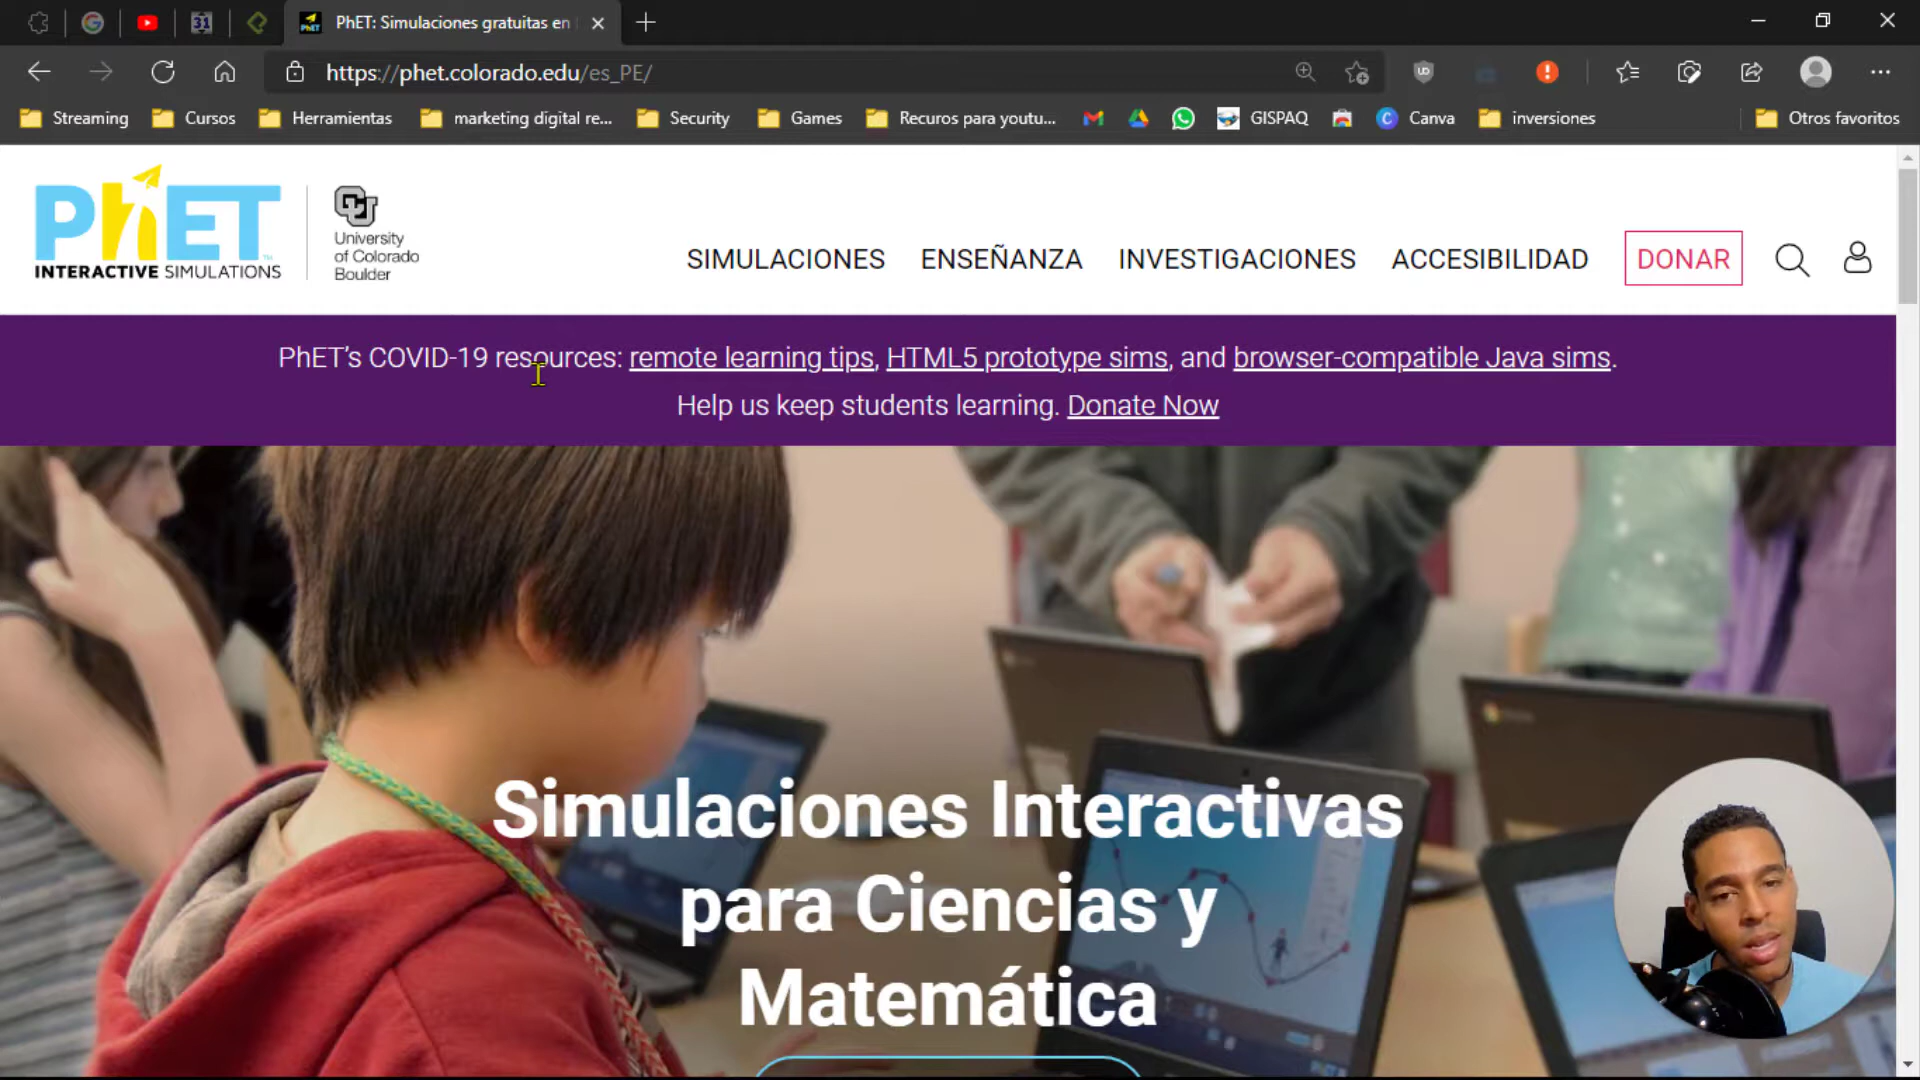 31
PhET: Simulaciones gratuitas en
https://phet.colorado.edu/es_PE/
Streaming Cursos Herramientas marketing digital re... Security Games Recuros para youtu... GISPAQ Canva inversiones Otros favoritos
PhET
INTERACTIVE SIMULATIONS
CU
University
of Colorado
Boulder
SIMULACIONES ENSEÑANZA INVESTIGACIONES ACCESIBILIDAD DONAR
PhET’s COVID-19 resources: remote learning tips, HTML5 prototype sims, and browser-compatible Java sims.
Help us keep students learning. Donate Now
Simulaciones Interactivas
para Ciencias y
Matemática